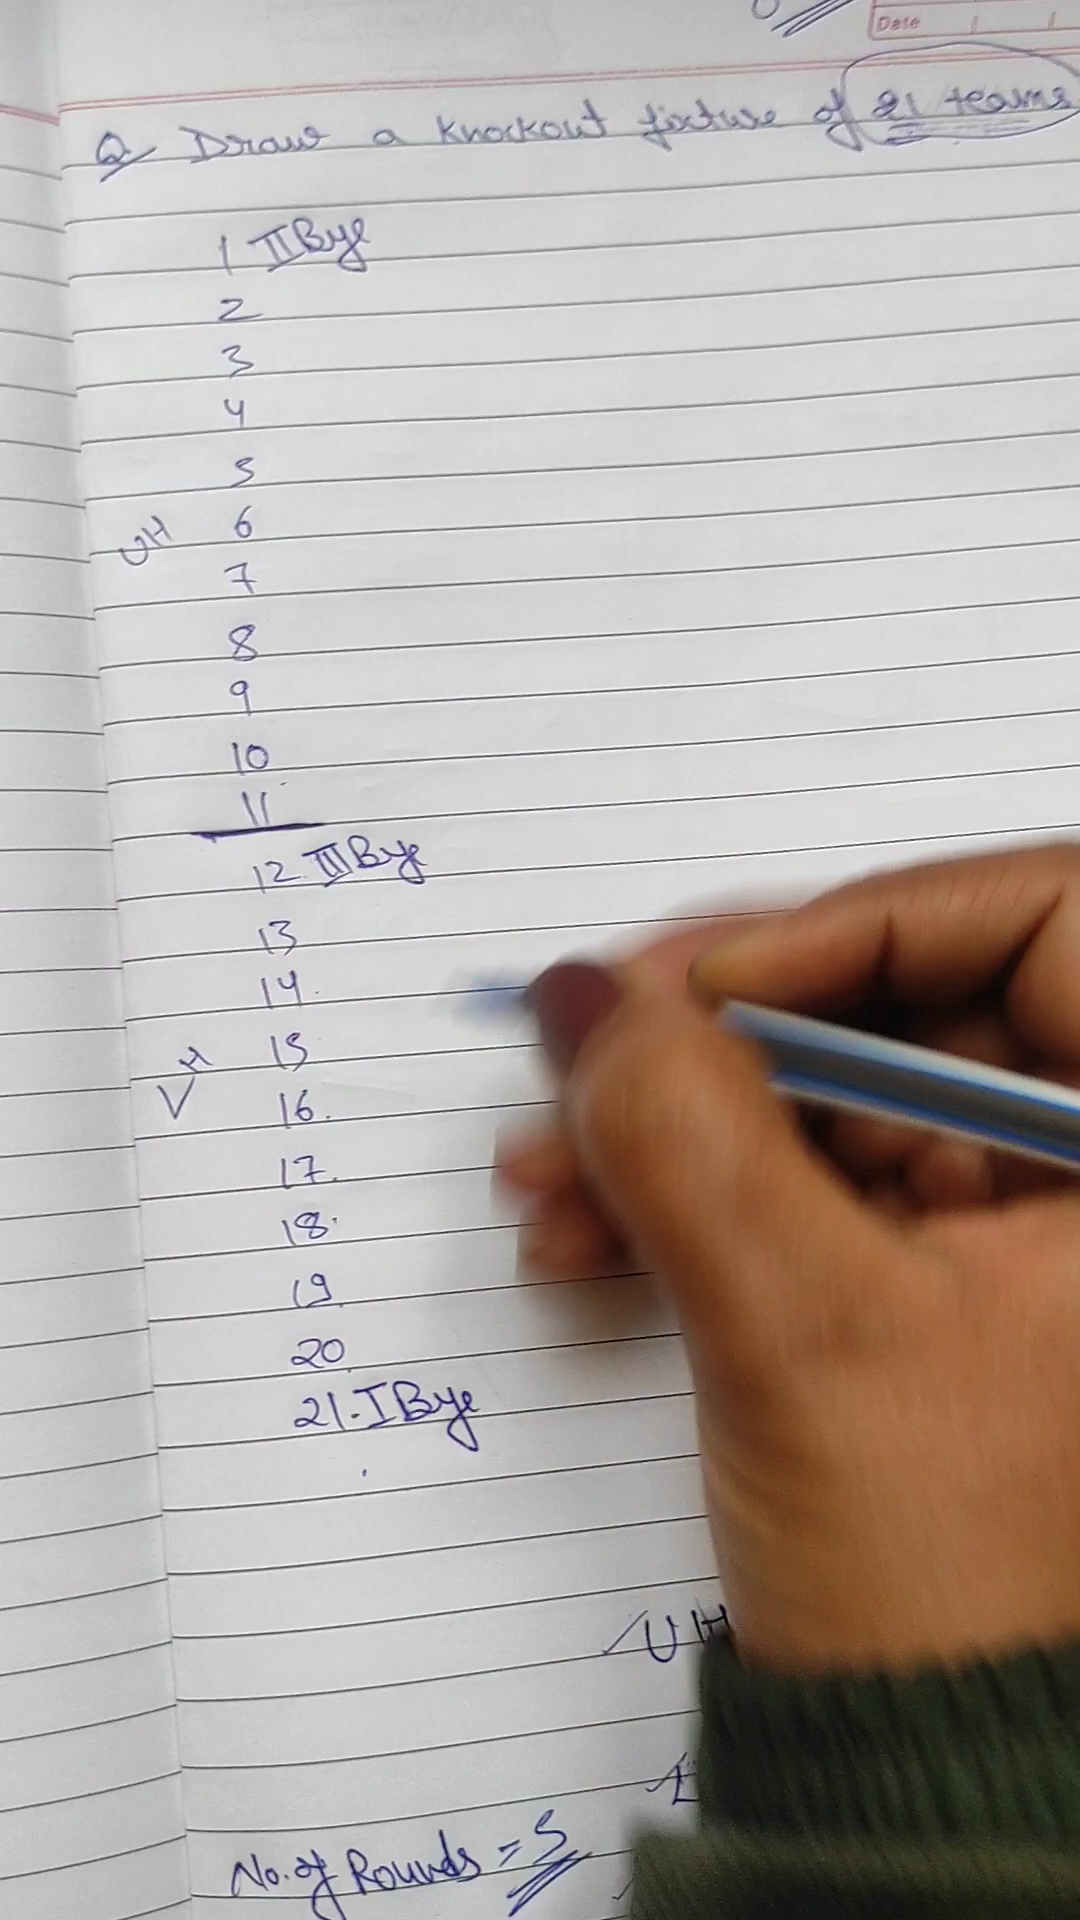 Date
Q Draw a Knockout fixture of 21 teams
1 II Bye
2
3
4
5
UH 6
7
8
9
10
11
12 III Bye
13
14.
LH 15
16.
17.
18.
19
20
21. I Bye
UH
L
No. of Rounds = 5